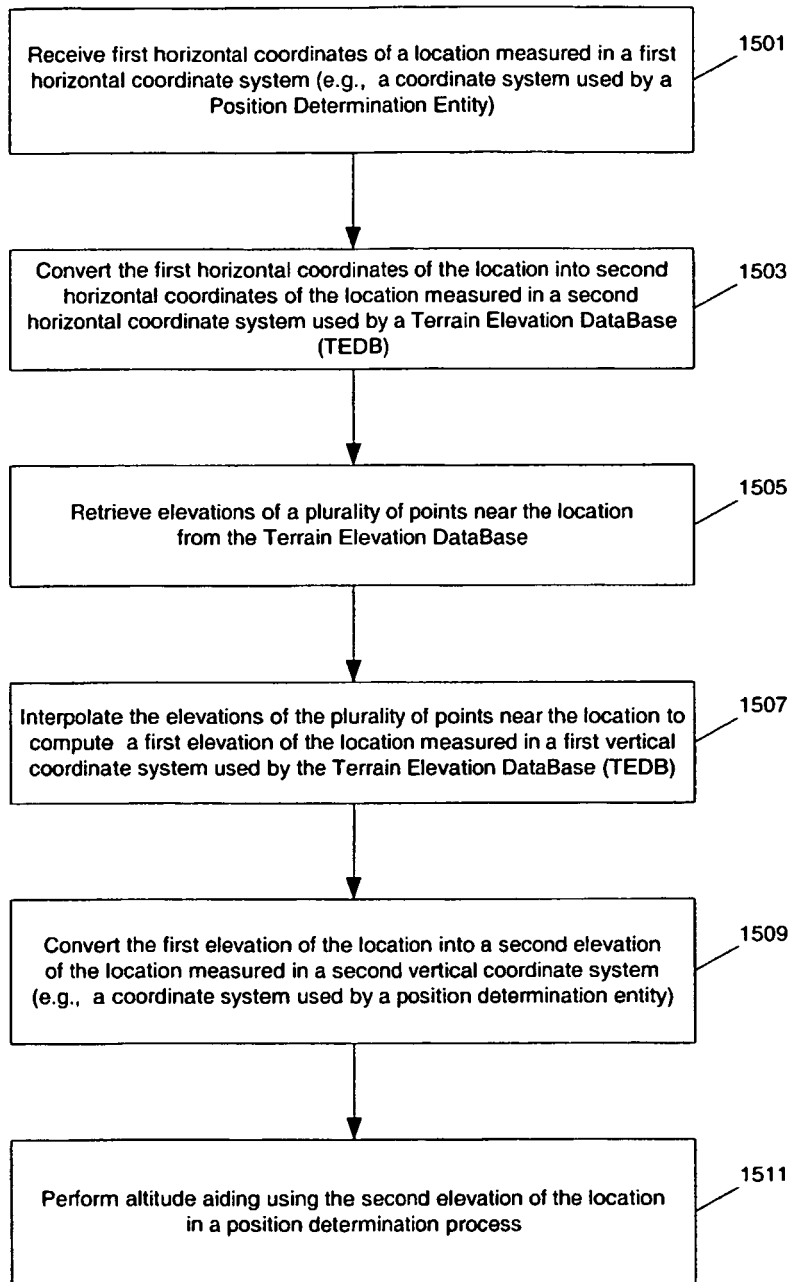 Receive first horizontal coordinates of a location measured in a first
horizontal coordinate system (e.g., a coordinate system used by a
Position Determination Entity)
1501
Convert the first horizontal coordinates of the location into second
horizontal coordinates of the location measured in a second
horizontal coordinate system used by a Terrain Elevation DataBase
(TEDB)
1503
Retrieve elevations of a plurality of points near the location
from the Terrain Elevation DataBase
1505
Interpolate the elevations of the plurality of points near the location to
compute a first elevation of the location measured in a first vertical
coordinate system used by the Terrain Elevation DataBase (TEDB)
1507
Convert the first elevation of the location into a second elevation
of the location measured in a second vertical coordinate system
(e.g., a coordinate system used by a position determination entity)
1509
Perform altitude aiding using the second elevation of the location
in a position determination process
1511